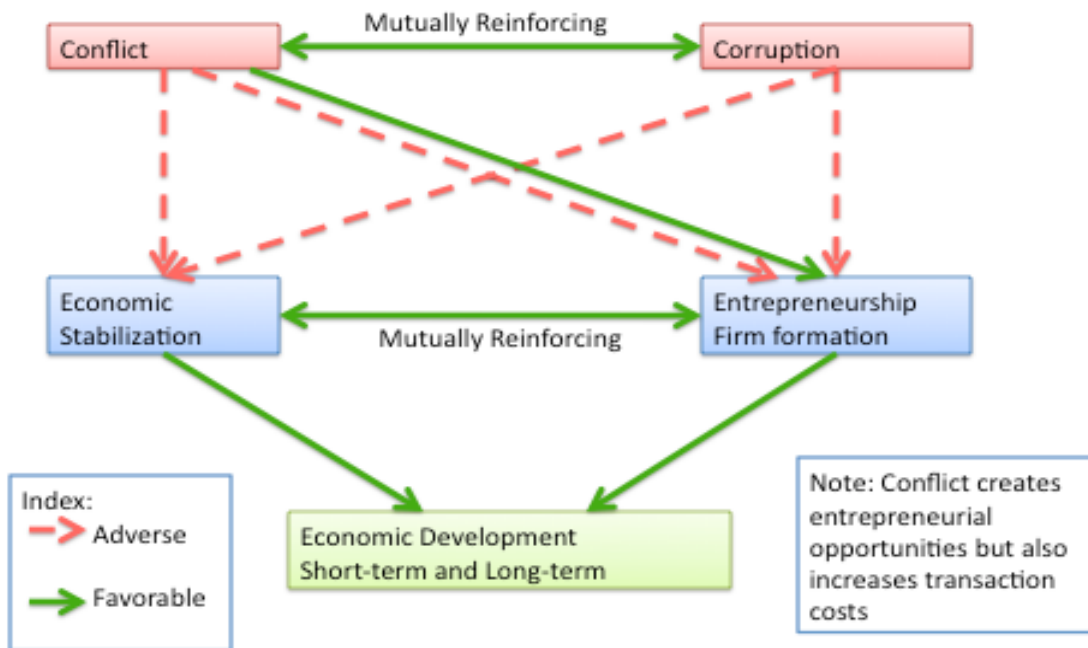 Mutually Reinforcing
Conflict
Corruption
Economic
Stabilization
Entrepreneurship
Firm formation
Mutually Reinforcing
Index:
Adverse
Favorable
Economic Development
Short-term and Long-term
Note: Conflict creates
entrepreneurial
opportunities but also
increases transaction
costs